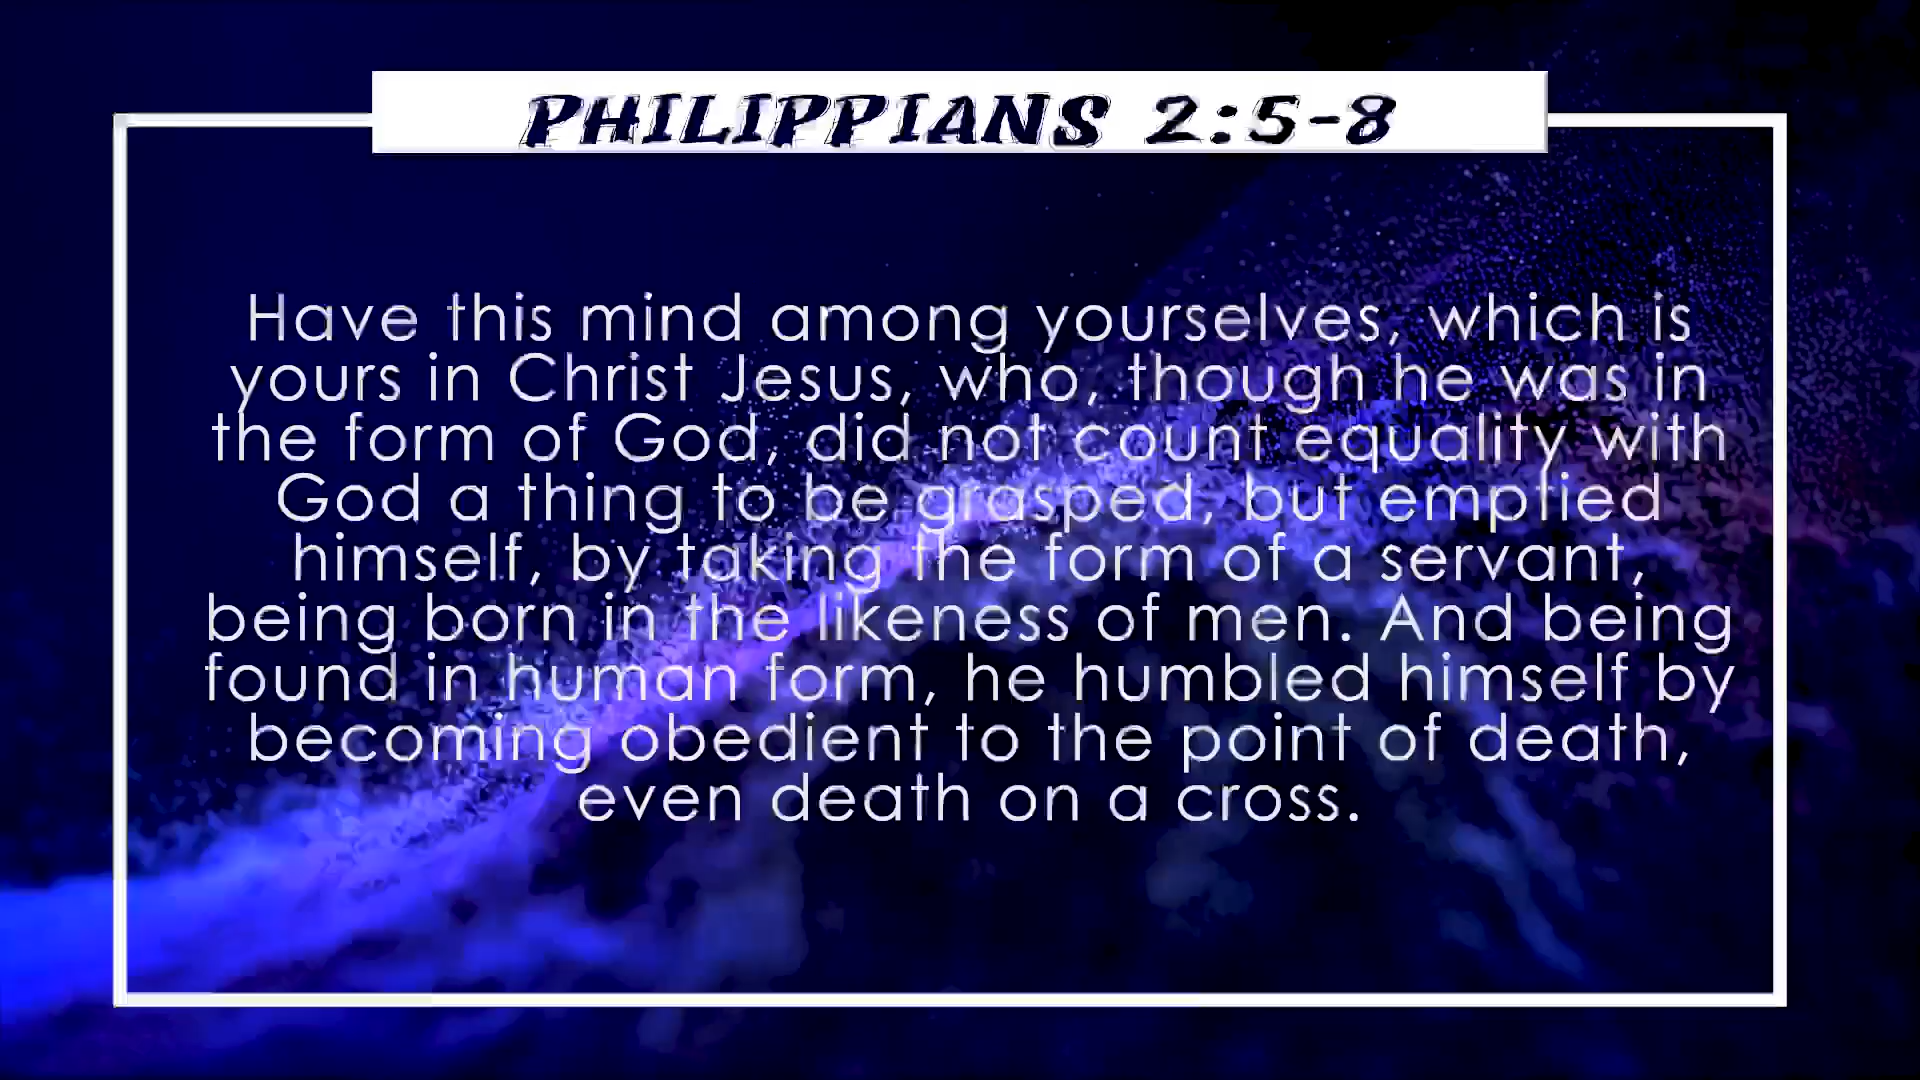 PHILIPPIANS 2:5-8
Have this mind among yourselves, which is
yours in Christ Jesus, who, though he was in
the form of God, did not count equality with
God a thing to be grasped, but emptied
himself, by taking the form of a servant,
being born in the likeness of men. And being
found in human form, he humbled himself by
becoming obedient to the point of death,
even death on a cross.